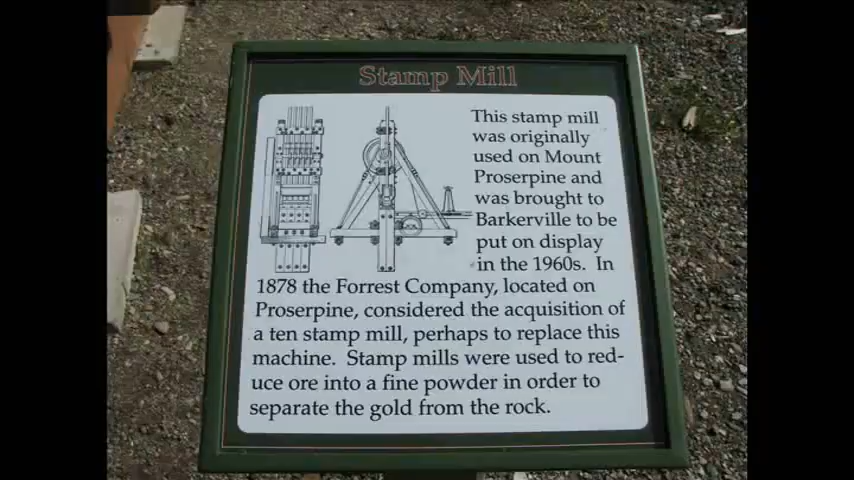 Stamp Mill
This stamp mill
was originally
used on Mount
Proserpine and
was brought to
Barkerville to be
put on display
in the 1960s. In
1878 the Forrest Company, located on
Proserpine, considered the acquisition of
a ten stamp mill, perhaps to replace this
machine. Stamp mills were used to red-
uce ore into a fine powder in order to
separate the gold from the rock.